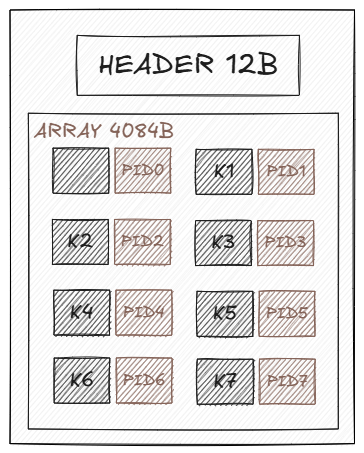 HEADER 12B
ARRAY 4084B
PID0 K1 PID1
K2 PID2 K3 PID3
K4 PID4 K5 PID5
K6 PID6 K7 PID7